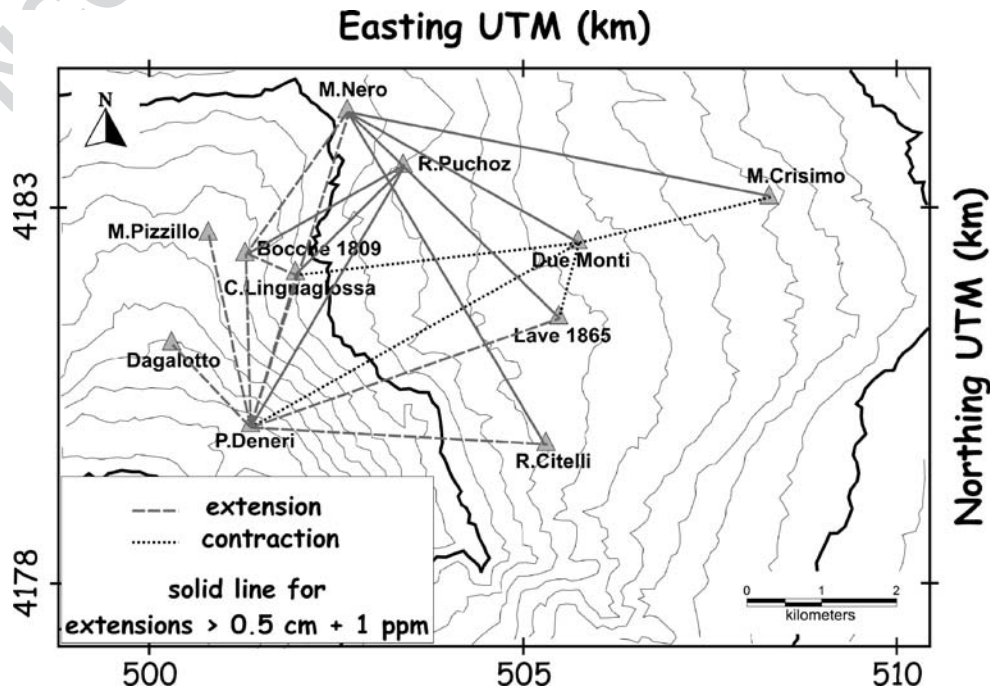 Easting UTM (km)
N
M.Nero
R.Puchoz
M.Crisimo
4183
M.Pizzillo
Bocche 1809
Due Monti
C.Linguaglossa
Lave 1865
Dagalotto
P.Deneri
R.Citelli
Northing UTM (km)
extension
contraction
solid line for
extensions > 0.5 cm + 1 ppm
4178
0 1 2
kilometers
500 505 510